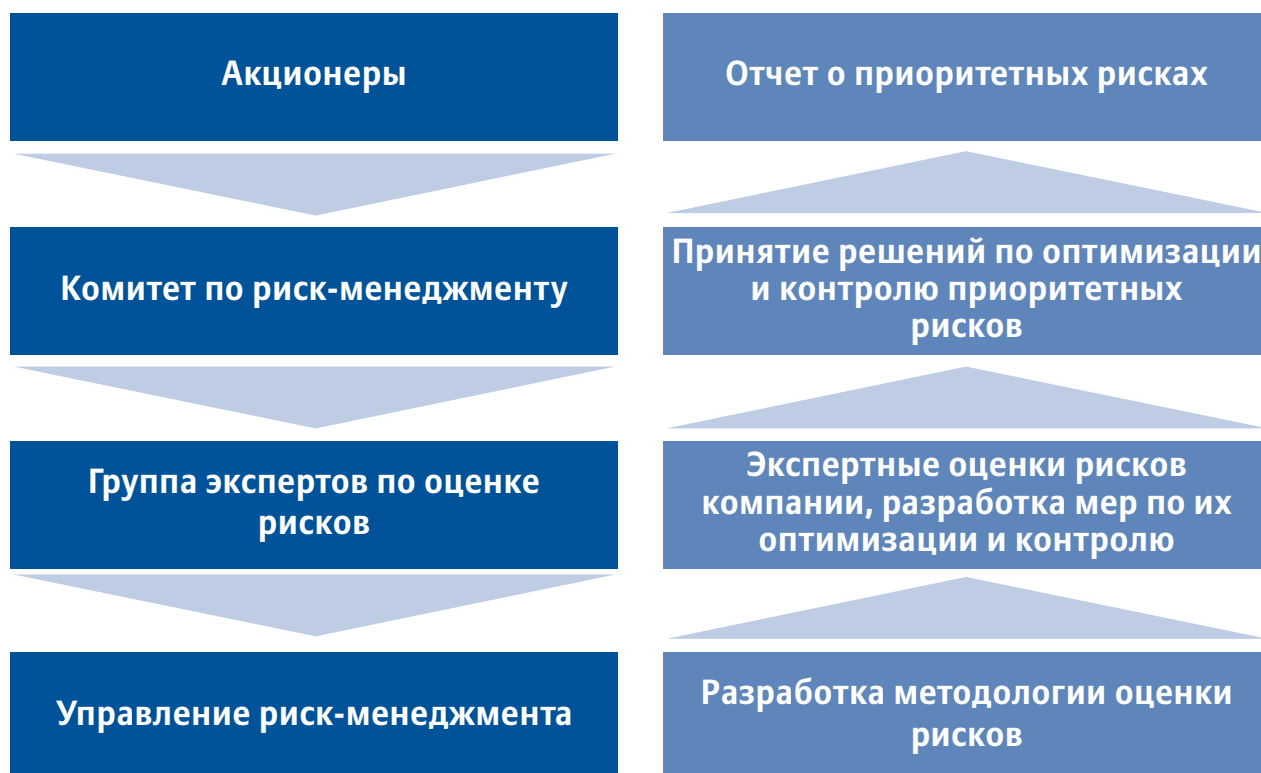 Акционеры
Отчет о приоритетных рисках
Комитет по риск-менеджменту
Принятие решений по оптимизации
и контролю приоритетных
рисков
Группа экспертов по оценке
рисков
Экспертные оценки рисков
компании, разработка мер по их
оптимизации и контролю
Управление риск-менеджмента
Разработка методологии оценки
рисков